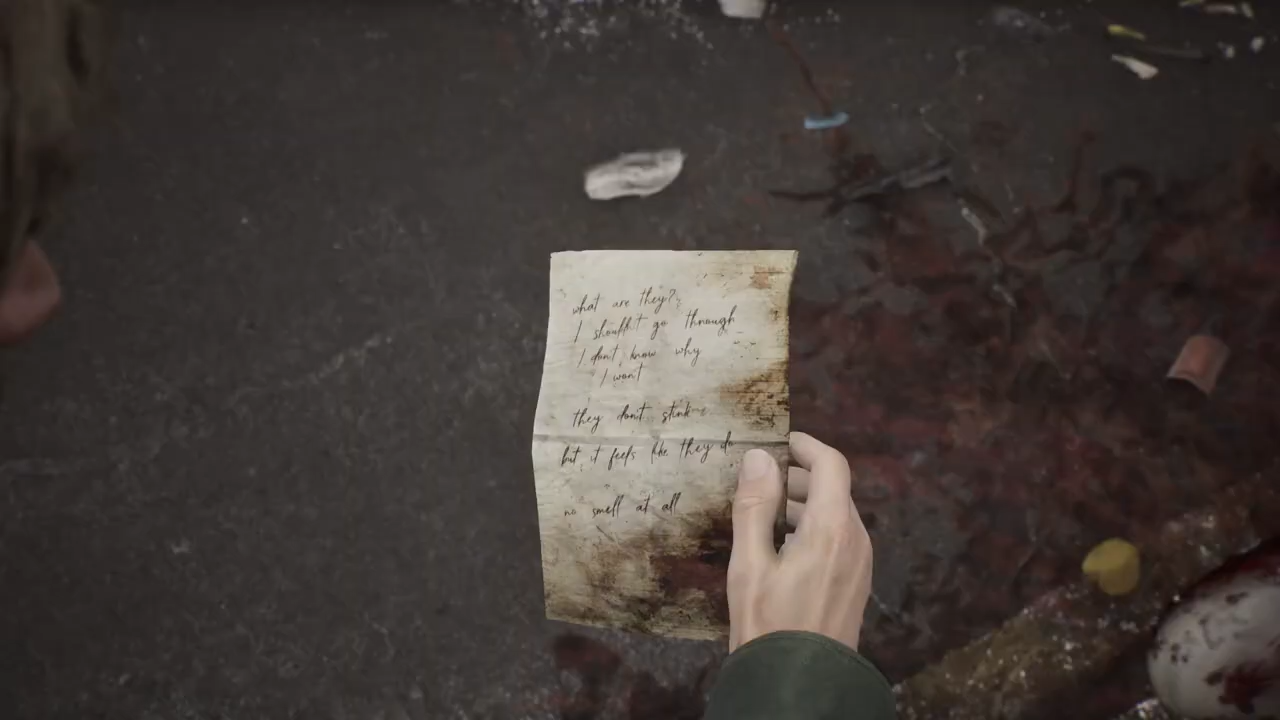 what are they?
I shouldn't go through
I don't know why
I wont
they don't stink
but it feels like they do
no smell at all